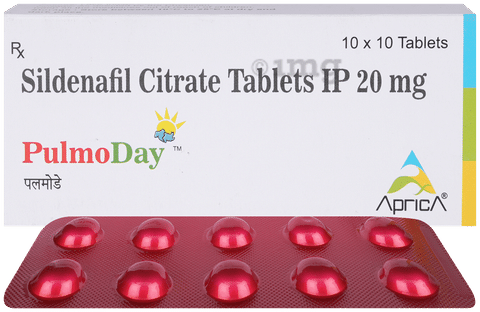 Rx
10 x 10 Tablets
Sildenafil Citrate Tablets IP 20 mg
PulmoDay™
पलमोडे
APRICA®
1mg